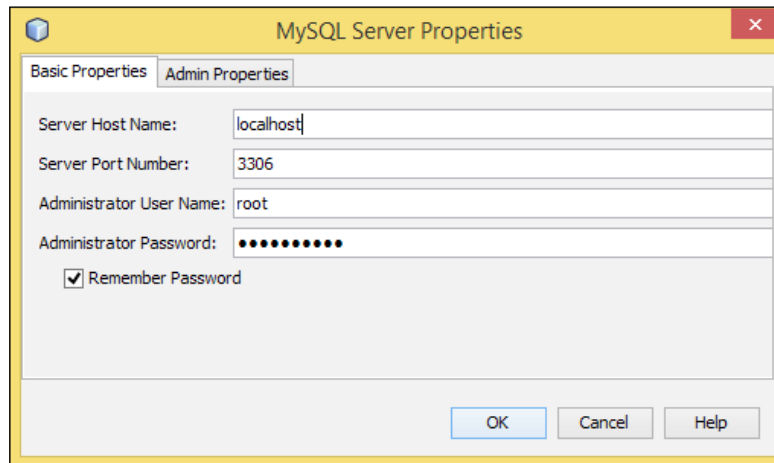 MySQL Server Properties
Basic Properties
Admin Properties
Server Host Name: localhost
Server Port Number: 3306
Administrator User Name: root
Administrator Password: ●●●●●●●●●●
Remember Password
OK
Cancel
Help